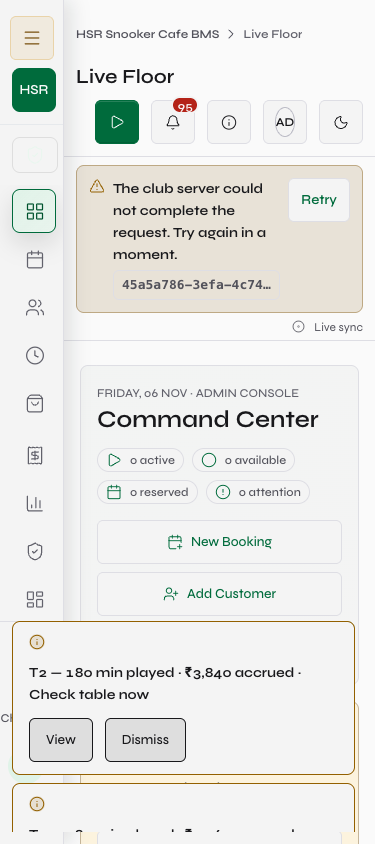 HSR Snooker Cafe BMS > Live Floor
HSR
Live Floor
95
AD
The club server could
not complete the
request. Try again in a
moment.
Retry
45a5a786-3efa-4c74…
Live sync
FRIDAY, 06 NOV · ADMIN CONSOLE
Command Center
0 active
0 available
0 reserved
0 attention
New Booking
Add Customer
T2 — 180 min played · ₹3,840 accrued ·
Check table now
View
Dismiss